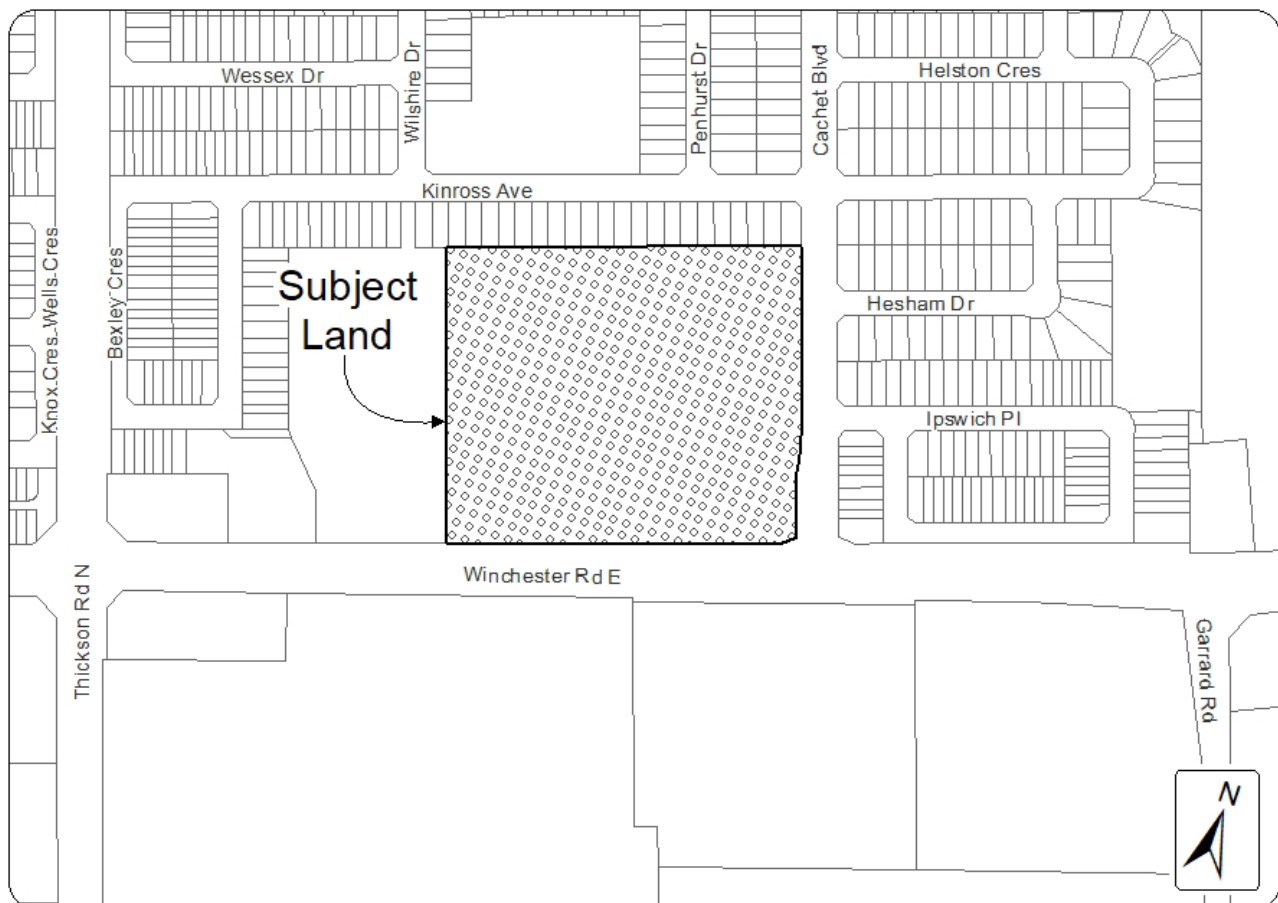 Wessex Dr
Wilshire Dr
Penhurst Dr
Cachet Blvd
Helston Cres
Kinross Ave
Knox Cres Wells Cres
Bexley Cres
Subject
Land
Hesham Dr
Ipswich Pl
Winchester Rd E
Thickson Rd N
Garrard Rd
N